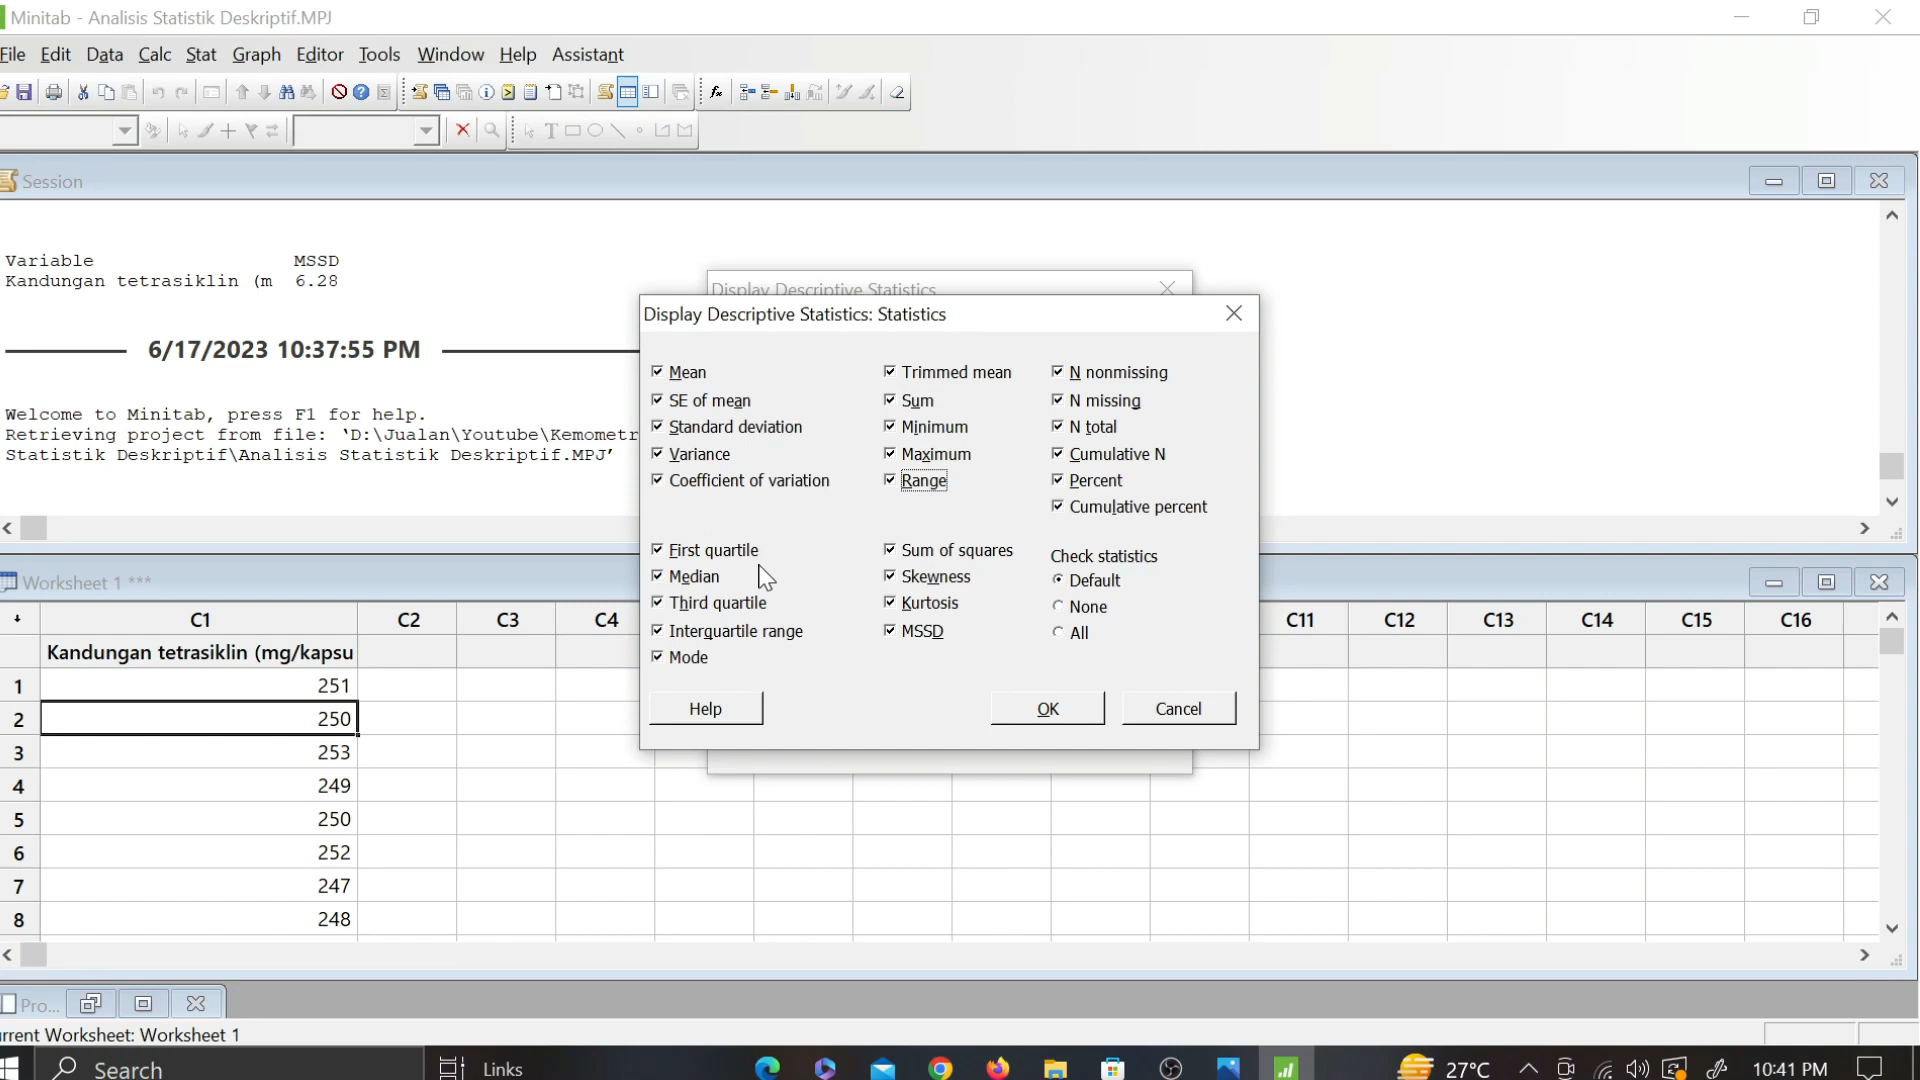 Minitab - Analisis Statistik Deskriptif.MPJ
File Edit Data Calc Stat Graph Editor Tools Window Help Assistant
Session
Variable MSSD
Kandungan tetrasiklin (m 6.28
6/17/2023 10:37:55 PM
Welcome to Minitab, press F1 for help.
Retrieving project from file: ‘D:\Jualan\Youtube\Kemometr
Statistik Deskriptif\Analisis Statistik Deskriptif.MPJ’
Display Descriptive Statistics
Display Descriptive Statistics: Statistics
Mean Trimmed mean N nonmissing
SE of mean Sum N missing
Standard deviation Minimum N total
Variance Maximum Cumulative N
Coefficient of variation Range Percent
Cumulative percent
First quartile Sum of squares Check statistics
Median Skewness Default
Third quartile Kurtosis None
Interquartile range MSSD All
Mode
Help OK Cancel
Worksheet 1 ***
C1 C2 C3 C4 C11 C12 C13 C14 C15 C16
Kandungan tetrasiklin (mg/kapsu
1 251
2 250
3 253
4 249
5 250
6 252
7 247
8 248
Pro...
rrent Worksheet: Worksheet 1
Search Links 27°C 10:41 PM